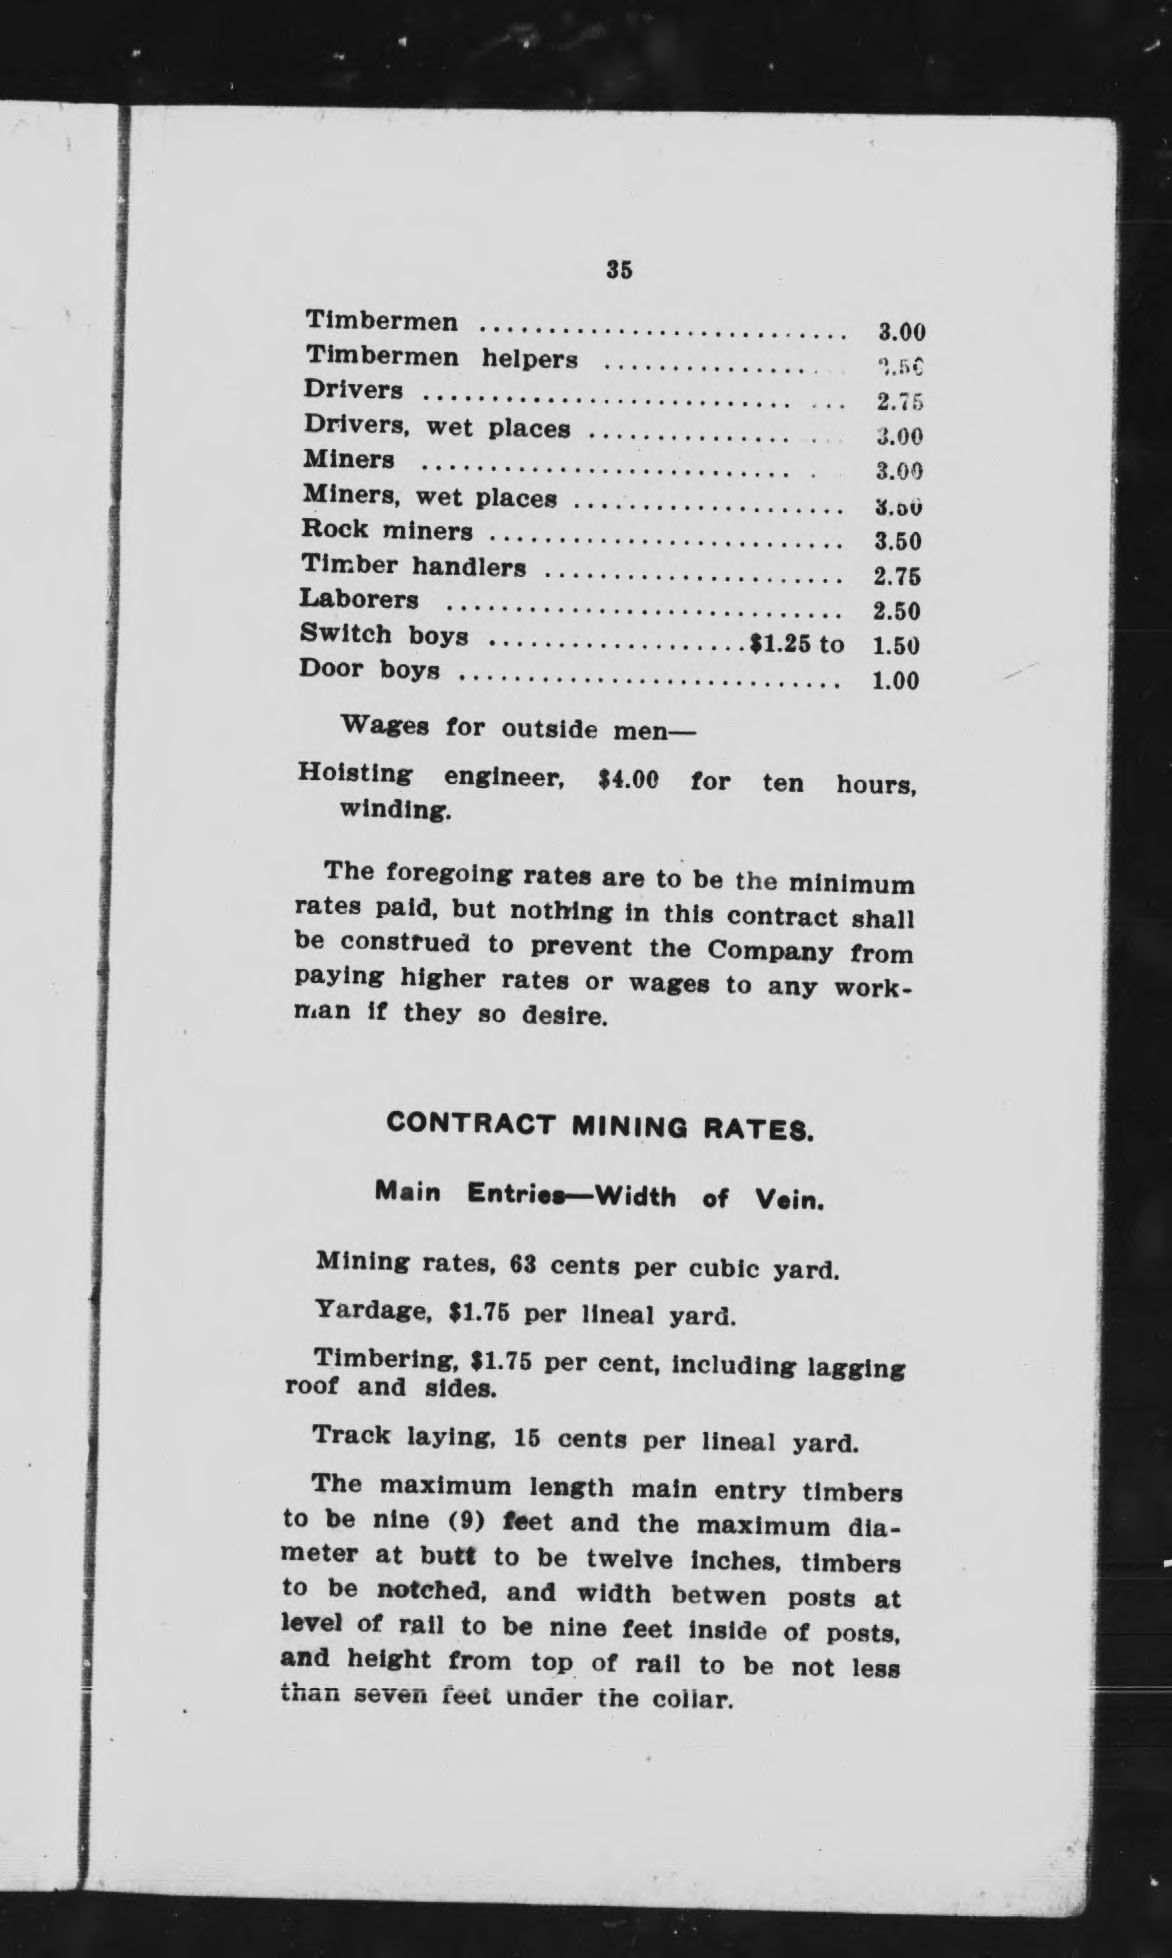 35
Timbermen ........................... 3.00
Timbermen helpers ................ 2.50
Drivers .............................. 2.75
Drivers, wet places ................ 3.00
Miners ............................ 3.00
Miners, wet places .................... 3.50
Rock miners .......................... 3.50
Timber handlers ...................... 2.75
Laborers ............................. 2.50
Switch boys ...................$1.25 to 1.50
Door boys ............................ 1.00
Wages for outside men—
Hoisting engineer, $4.00 for ten hours,
winding.
The foregoing rates are to be the minimum
rates paid, but nothing in this contract shall
be construed to prevent the Company from
paying higher rates or wages to any work-
man if they so desire.
CONTRACT MINING RATES.
Main Entries—Width of Vein.
Mining rates, 63 cents per cubic yard.
Yardage, $1.75 per lineal yard.
Timbering, $1.75 per cent, including lagging
roof and sides.
Track laying, 15 cents per lineal yard.
The maximum length main entry timbers
to be nine (9) feet and the maximum dia-
meter at butt to be twelve inches, timbers
to be notched, and width betwen posts at
level of rail to be nine feet inside of posts,
and height from top of rail to be not less
than seven feet under the collar.